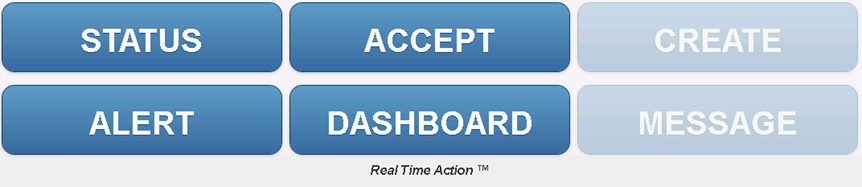 STATUS ACCEPT CREATE
ALERT DASHBOARD MESSAGE
Real Time Action ™